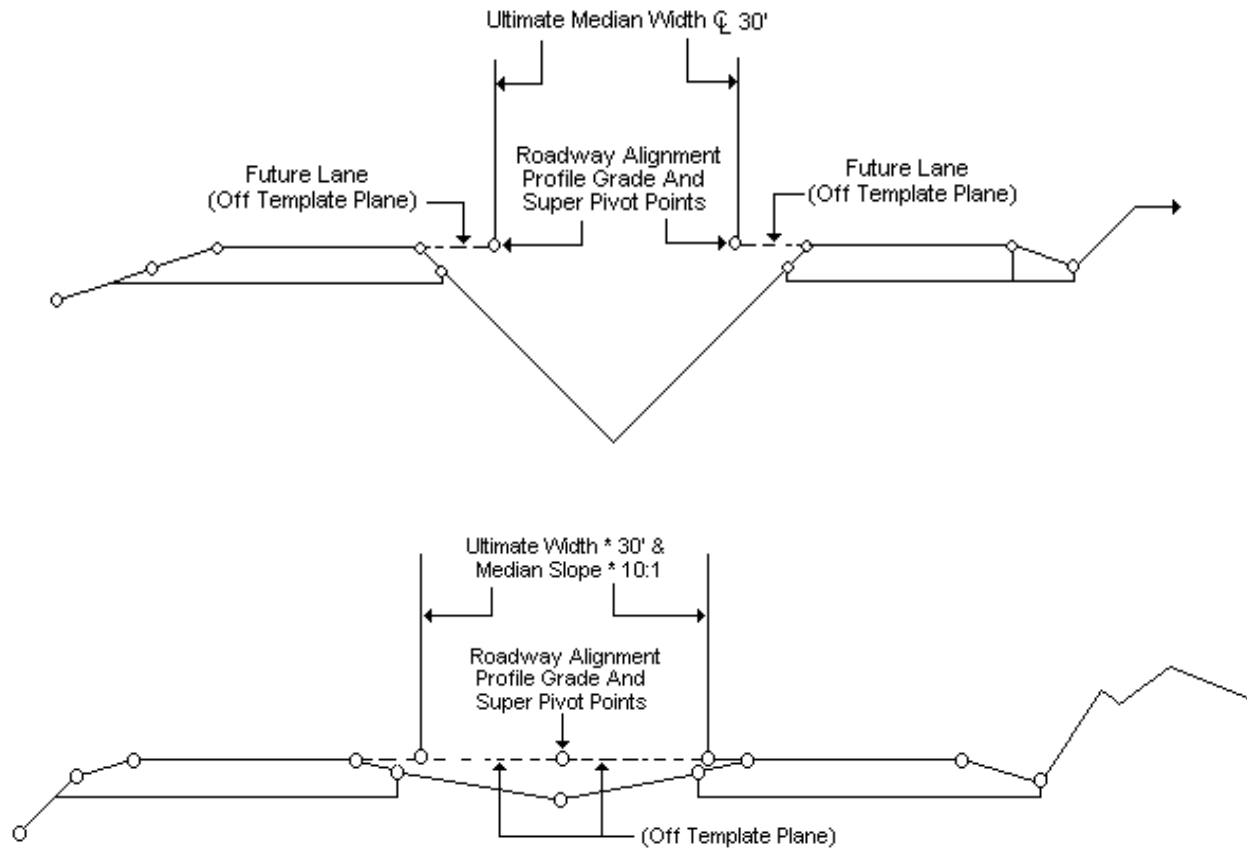 Ultimate Median Width ℄ 30'
Roadway Alignment
Profile Grade And
Super Pivot Points
Future Lane
(Off Template Plane)
Future Lane
(Off Template Plane)
Ultimate Width * 30' &
Median Slope * 10:1
Roadway Alignment
Profile Grade And
Super Pivot Points
(Off Template Plane)